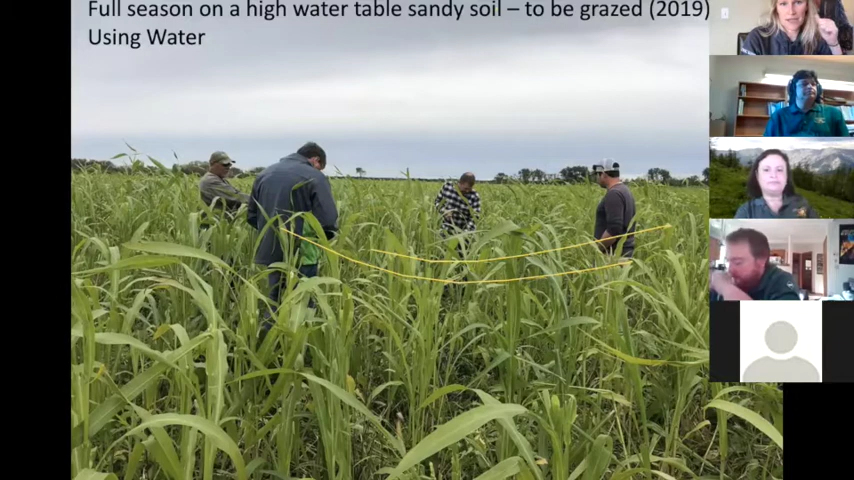 Full season on a high water table sandy soil – to be grazed (2019)
Using Water